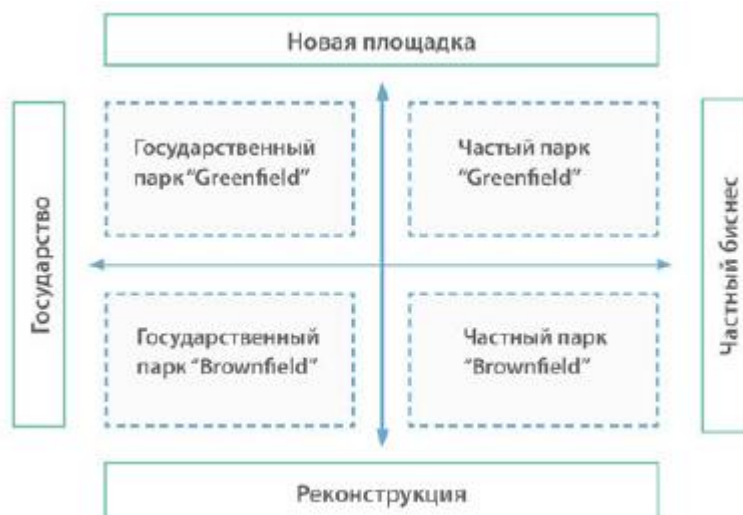 Новая площадка
Государство
Государственный
парк “Greenfield”
Частый парк
“Greenfield”
Частный бизнес
Государственный
парк “Brownfield”
Частный парк
“Brownfield”
Реконструкция